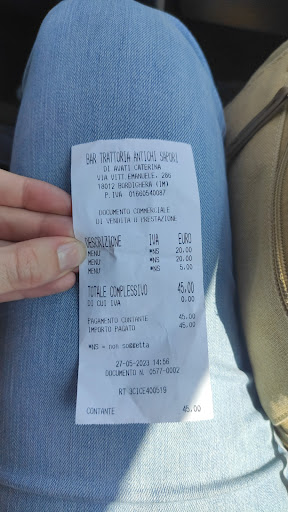 BAR TRATTORIA ANTICHI SAPORI
DI AVATI CATERINA
VIA VITT.EMANUELE, 286
18012 BORDIGHERA (IM)
P.IVA 01660540087
DOCUMENTO COMMERCIALE
DI VENDITA O PRESTAZIONE
DESCRIZIONE IVA EURO
MENU *NS 20.00
MENU *NS 20.00
MENU *NS 5.00
TOTALE COMPLESSIVO 45.00
DI CUI IVA 0.00
PAGAMENTO CONTANTE 45.00
IMPORTO PAGATO 45.00
*NS = non soggetta
27-05-2023 14:56
DOCUMENTO N. 0577-0002
RT 3CICE400519
CONTANTE 45.00